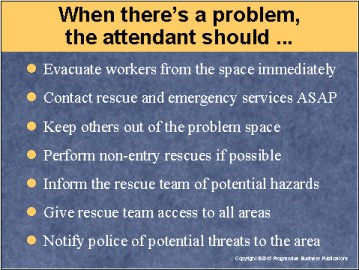 When there's a problem,
the attendant should ...
Evacuate workers from the space immediately
Contact rescue and emergency services ASAP
Keep others out of the problem space
Perform non-entry rescues if possible
Inform the rescue team of potential hazards
Give rescue team access to all areas
Notify police of potential threats to the area
Copyright Progressive Business Publications